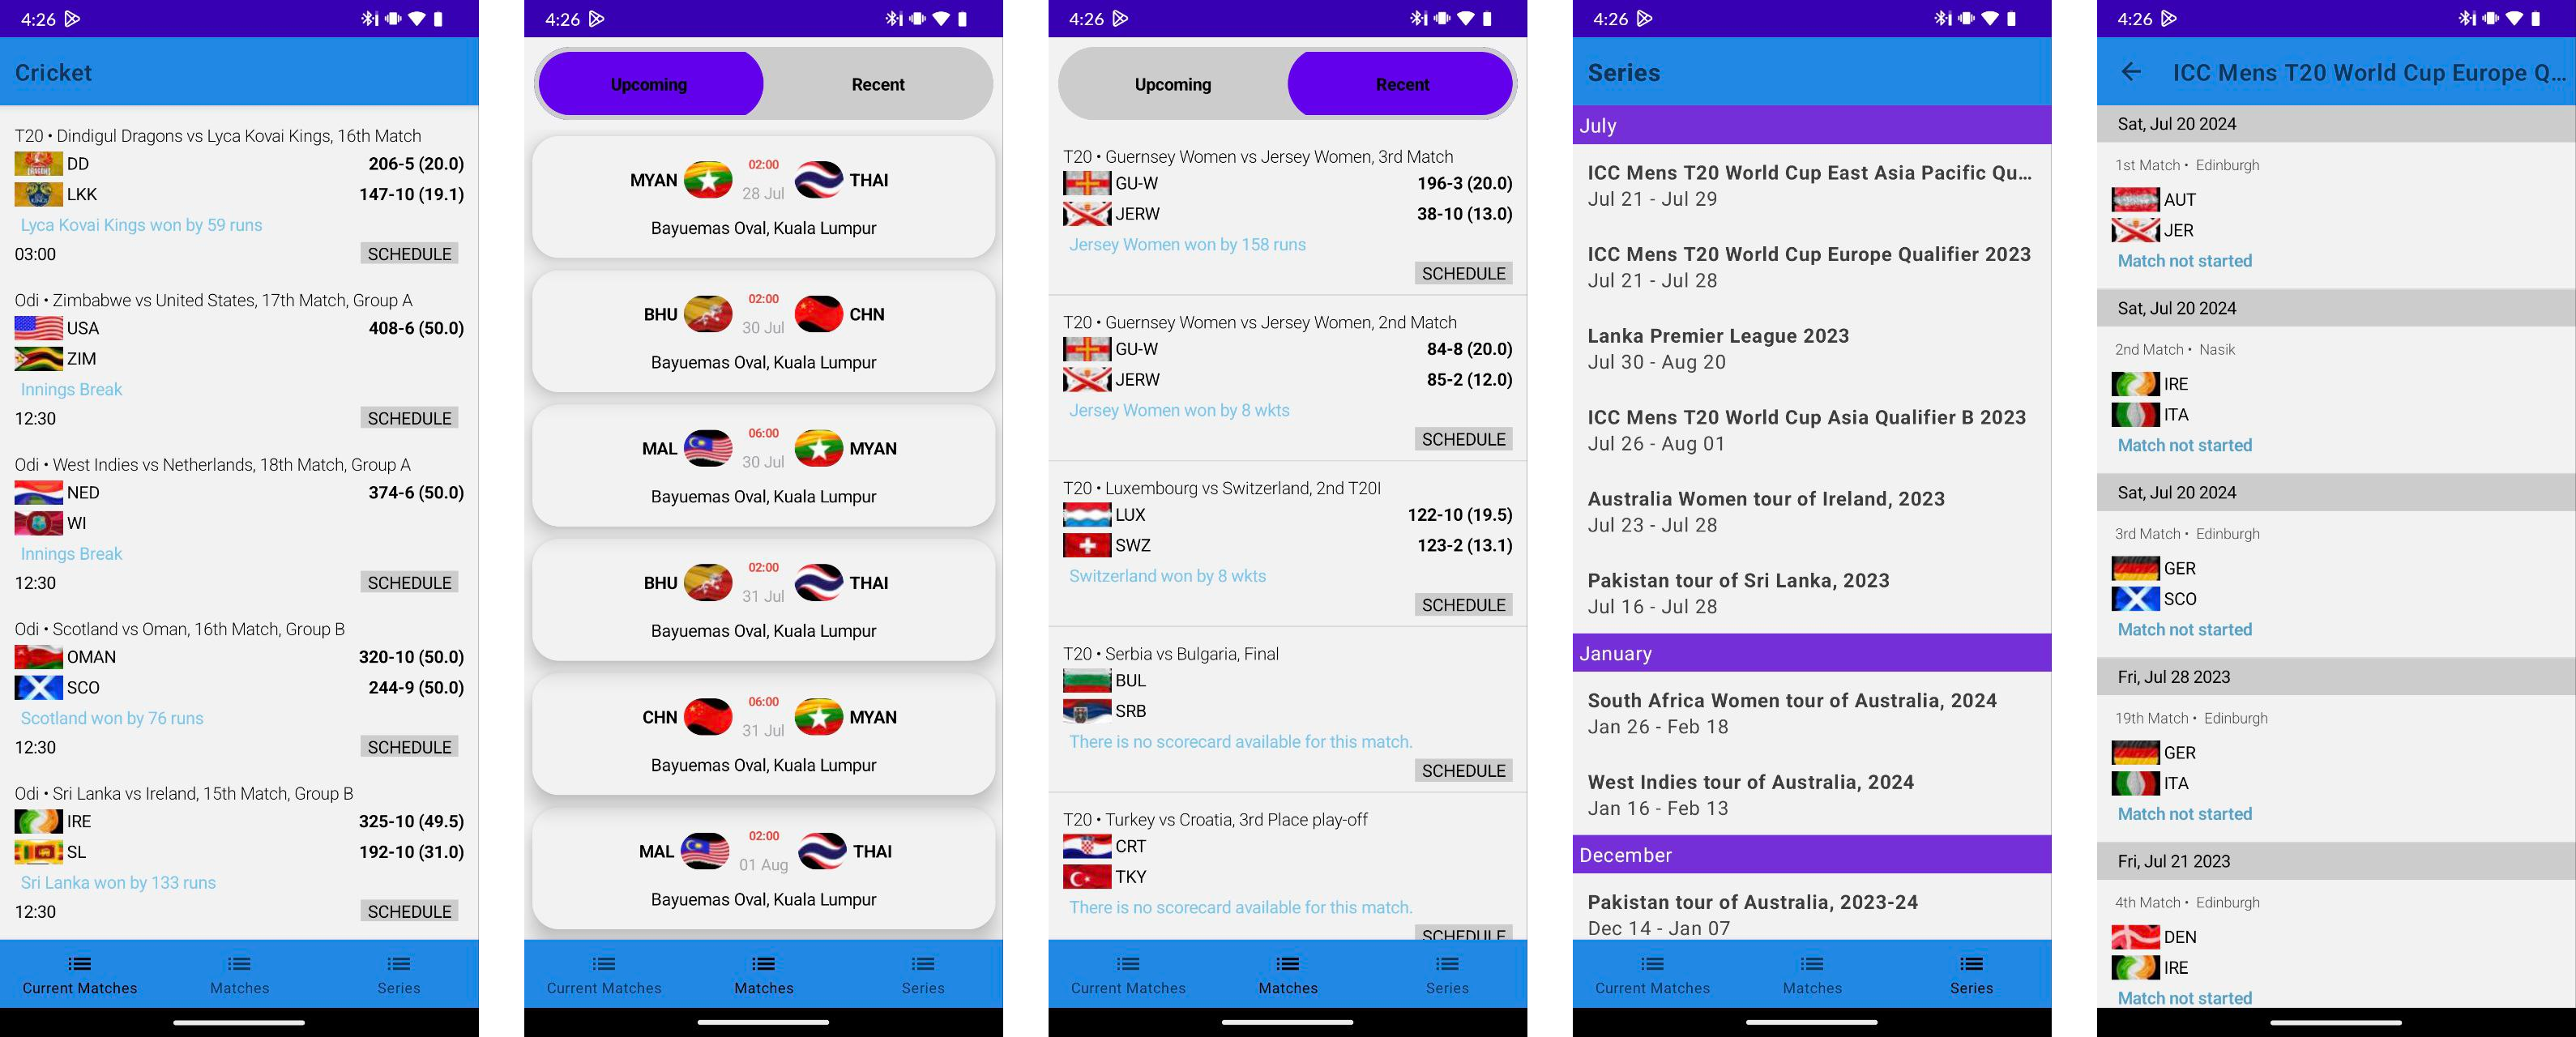 4:26
Cricket
T20 • Dindigul Dragons vs Lyca Kovai Kings, 16th Match
DD 206-5 (20.0)
LKK 147-10 (19.1)
Lyca Kovai Kings won by 59 runs
03:00 SCHEDULE
Odi • Zimbabwe vs United States, 17th Match, Group A
USA 408-6 (50.0)
ZIM
Innings Break
12:30 SCHEDULE
Odi • West Indies vs Netherlands, 18th Match, Group A
NED 374-6 (50.0)
WI
Innings Break
12:30 SCHEDULE
Odi • Scotland vs Oman, 16th Match, Group B
OMAN 320-10 (50.0)
SCO 244-9 (50.0)
Scotland won by 76 runs
12:30 SCHEDULE
Odi • Sri Lanka vs Ireland, 15th Match, Group B
IRE 325-10 (49.5)
SL 192-10 (31.0)
Sri Lanka won by 133 runs
12:30 SCHEDULE
Current Matches Matches Series
4:26
Upcoming Recent
02:00
MYAN THAI
28 Jul
Bayuemas Oval, Kuala Lumpur
02:00
BHU CHN
30 Jul
Bayuemas Oval, Kuala Lumpur
06:00
MAL MYAN
30 Jul
Bayuemas Oval, Kuala Lumpur
02:00
BHU THAI
31 Jul
Bayuemas Oval, Kuala Lumpur
06:00
CHN MYAN
31 Jul
Bayuemas Oval, Kuala Lumpur
02:00
MAL THAI
01 Aug
Bayuemas Oval, Kuala Lumpur
Current Matches Matches Series
4:26
Upcoming Recent
T20 • Guernsey Women vs Jersey Women, 3rd Match
GU-W 196-3 (20.0)
JERW 38-10 (13.0)
Jersey Women won by 158 runs
SCHEDULE
T20 • Guernsey Women vs Jersey Women, 2nd Match
GU-W 84-8 (20.0)
JERW 85-2 (12.0)
Jersey Women won by 8 wkts
SCHEDULE
T20 • Luxembourg vs Switzerland, 2nd T20I
LUX 122-10 (19.5)
SWZ 123-2 (13.1)
Switzerland won by 8 wkts
SCHEDULE
T20 • Serbia vs Bulgaria, Final
BUL
SRB
There is no scorecard available for this match.
SCHEDULE
T20 • Turkey vs Croatia, 3rd Place play-off
CRT
TKY
There is no scorecard available for this match.
SCHEDULE
Current Matches Matches Series
4:26
Series
July
ICC Mens T20 World Cup East Asia Pacific Qu...
Jul 21 - Jul 29
ICC Mens T20 World Cup Europe Qualifier 2023
Jul 21 - Jul 28
Lanka Premier League 2023
Jul 30 - Aug 20
ICC Mens T20 World Cup Asia Qualifier B 2023
Jul 26 - Aug 01
Australia Women tour of Ireland, 2023
Jul 23 - Jul 28
Pakistan tour of Sri Lanka, 2023
Jul 16 - Jul 28
January
South Africa Women tour of Australia, 2024
Jan 26 - Feb 18
West Indies tour of Australia, 2024
Jan 16 - Feb 13
December
Pakistan tour of Australia, 2023-24
Dec 14 - Jan 07
Current Matches Matches Series
4:26
ICC Mens T20 World Cup Europe Q...
Sat, Jul 20 2024
1st Match • Edinburgh
AUT
JER
Match not started
Sat, Jul 20 2024
2nd Match • Nasik
IRE
ITA
Match not started
Sat, Jul 20 2024
3rd Match • Edinburgh
GER
SCO
Match not started
Fri, Jul 28 2023
19th Match • Edinburgh
GER
ITA
Match not started
Fri, Jul 21 2023
4th Match • Edinburgh
DEN
IRE
Match not started